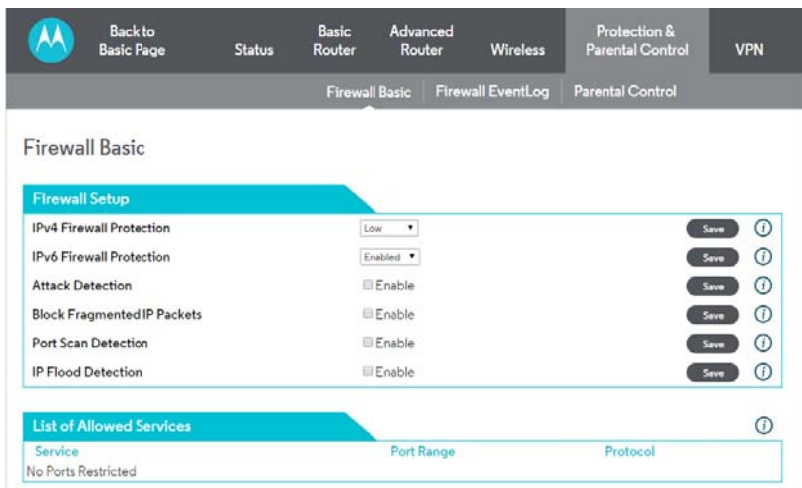 Back to Basic Page
Status
Basic Router
Advanced Router
Wireless
Protection & Parental Control
VPN
Firewall Basic
Firewall EventLog
Parental Control
Firewall Basic
Firewall Setup
IPv4 Firewall Protection Low Save
IPv6 Firewall Protection Enabled Save
Attack Detection Enable Save
Block Fragmented IP Packets Enable Save
Port Scan Detection Enable Save
IP Flood Detection Enable Save
List of Allowed Services
Service Port Range Protocol
No Ports Restricted